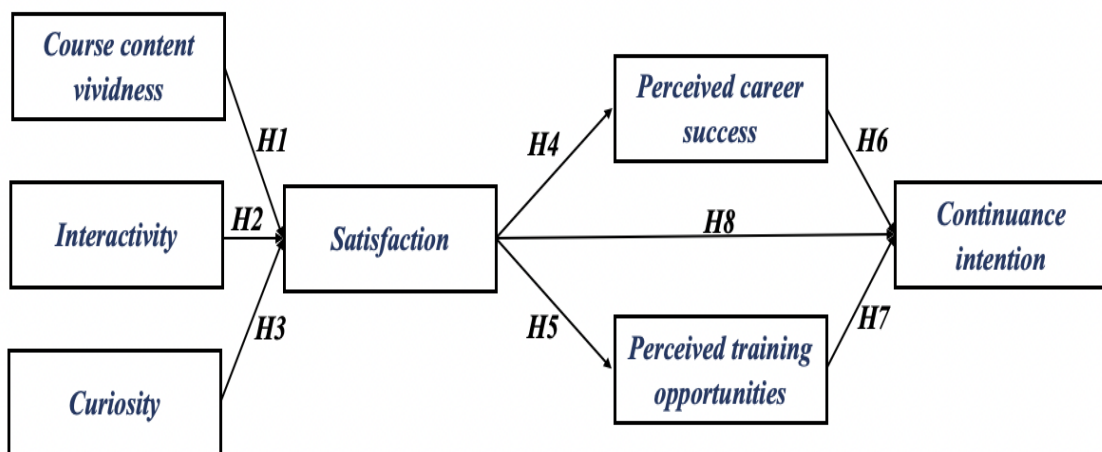 Course content
vividness
H1
Interactivity
H2
Curiosity
H3
Satisfaction
H4
H5
H8
Perceived career
success
Perceived training
opportunities
H6
H7
Continuance
intention